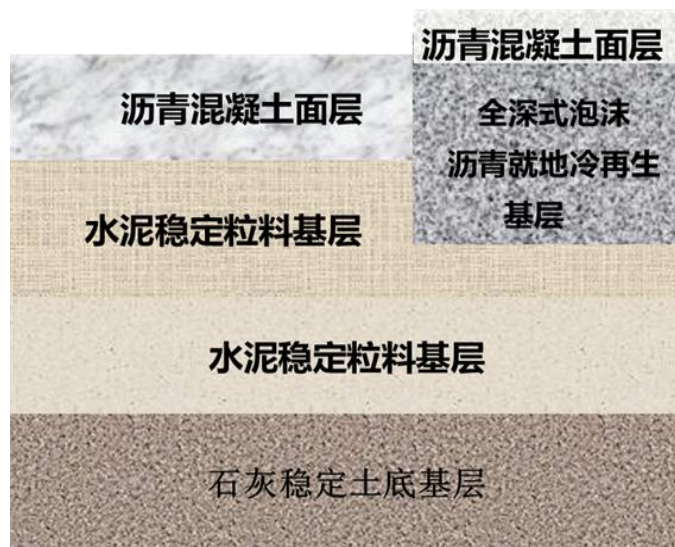 沥青混凝土面层
沥青混凝土面层
全深式泡沫
沥青就地冷再生
基层
水泥稳定粒料基层
水泥稳定粒料基层
石灰稳定土底基层